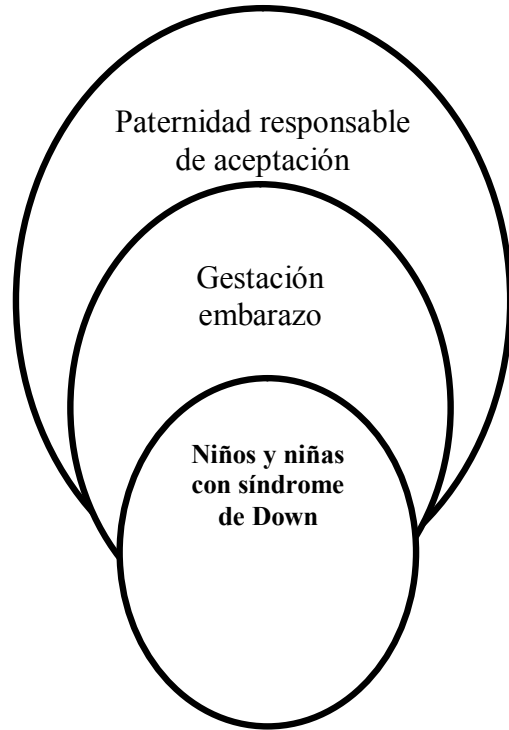 Paternidad responsable
de aceptación
Gestación
embarazo
Niños y niñas
con síndrome
de Down